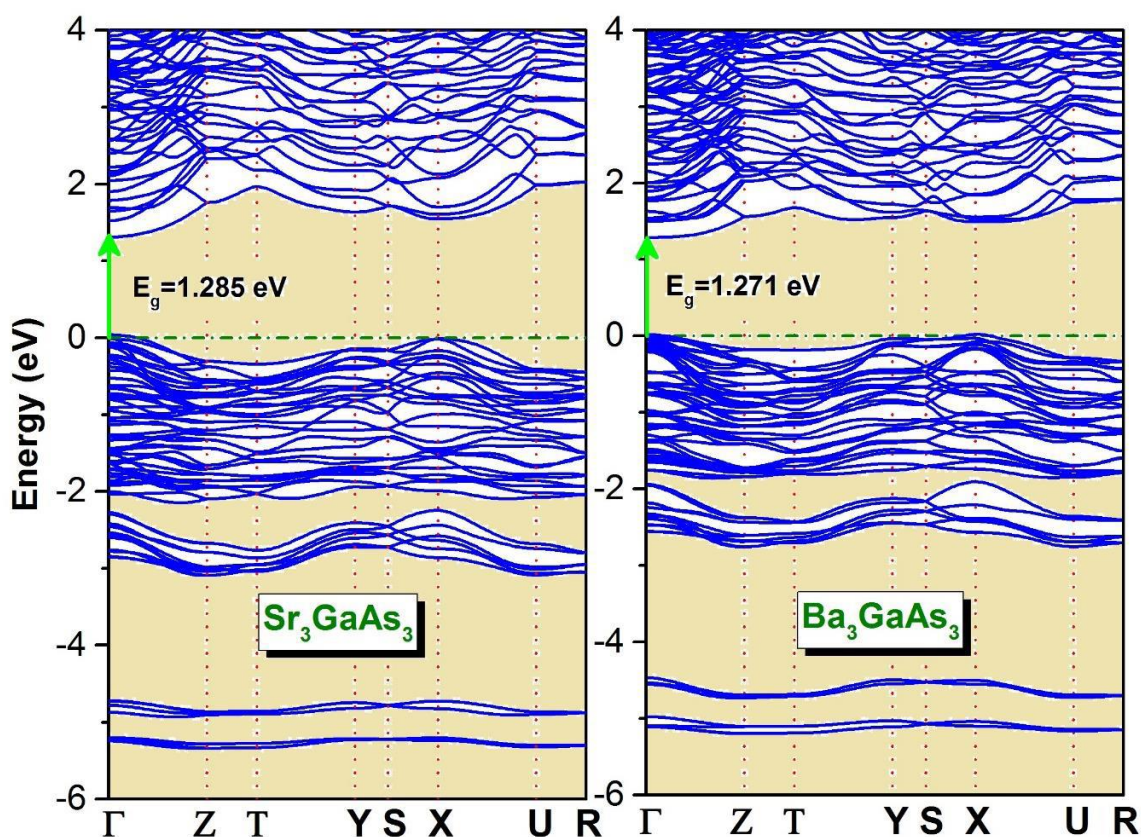 Energy (eV)
4
2
0
-2
-4
-6
E_g=1.285 eV
Sr₃GaAs₃
Γ Z T Y S X U R
4
2
0
-2
-4
-6
E_g=1.271 eV
Ba₃GaAs₃
Γ Z T Y S X U R